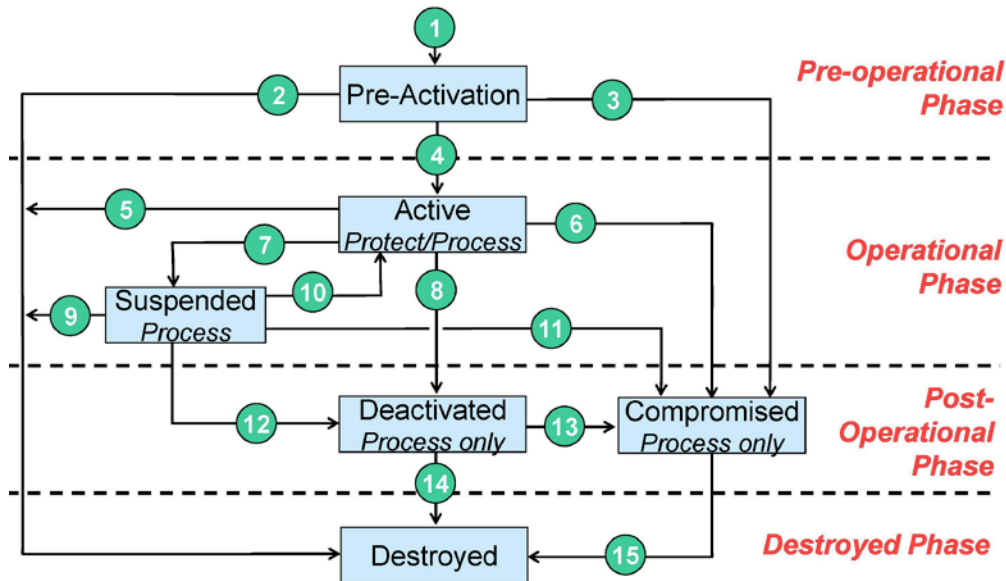 1
Pre-operational
Phase
2
Pre-Activation
3
4
5
Active
Protect/Process
6
Operational
Phase
7
8
10
Suspended
Process
9
11
12
Deactivated
Process only
13
Compromised
Process only
Post-
Operational
Phase
14
Destroyed
15
Destroyed Phase